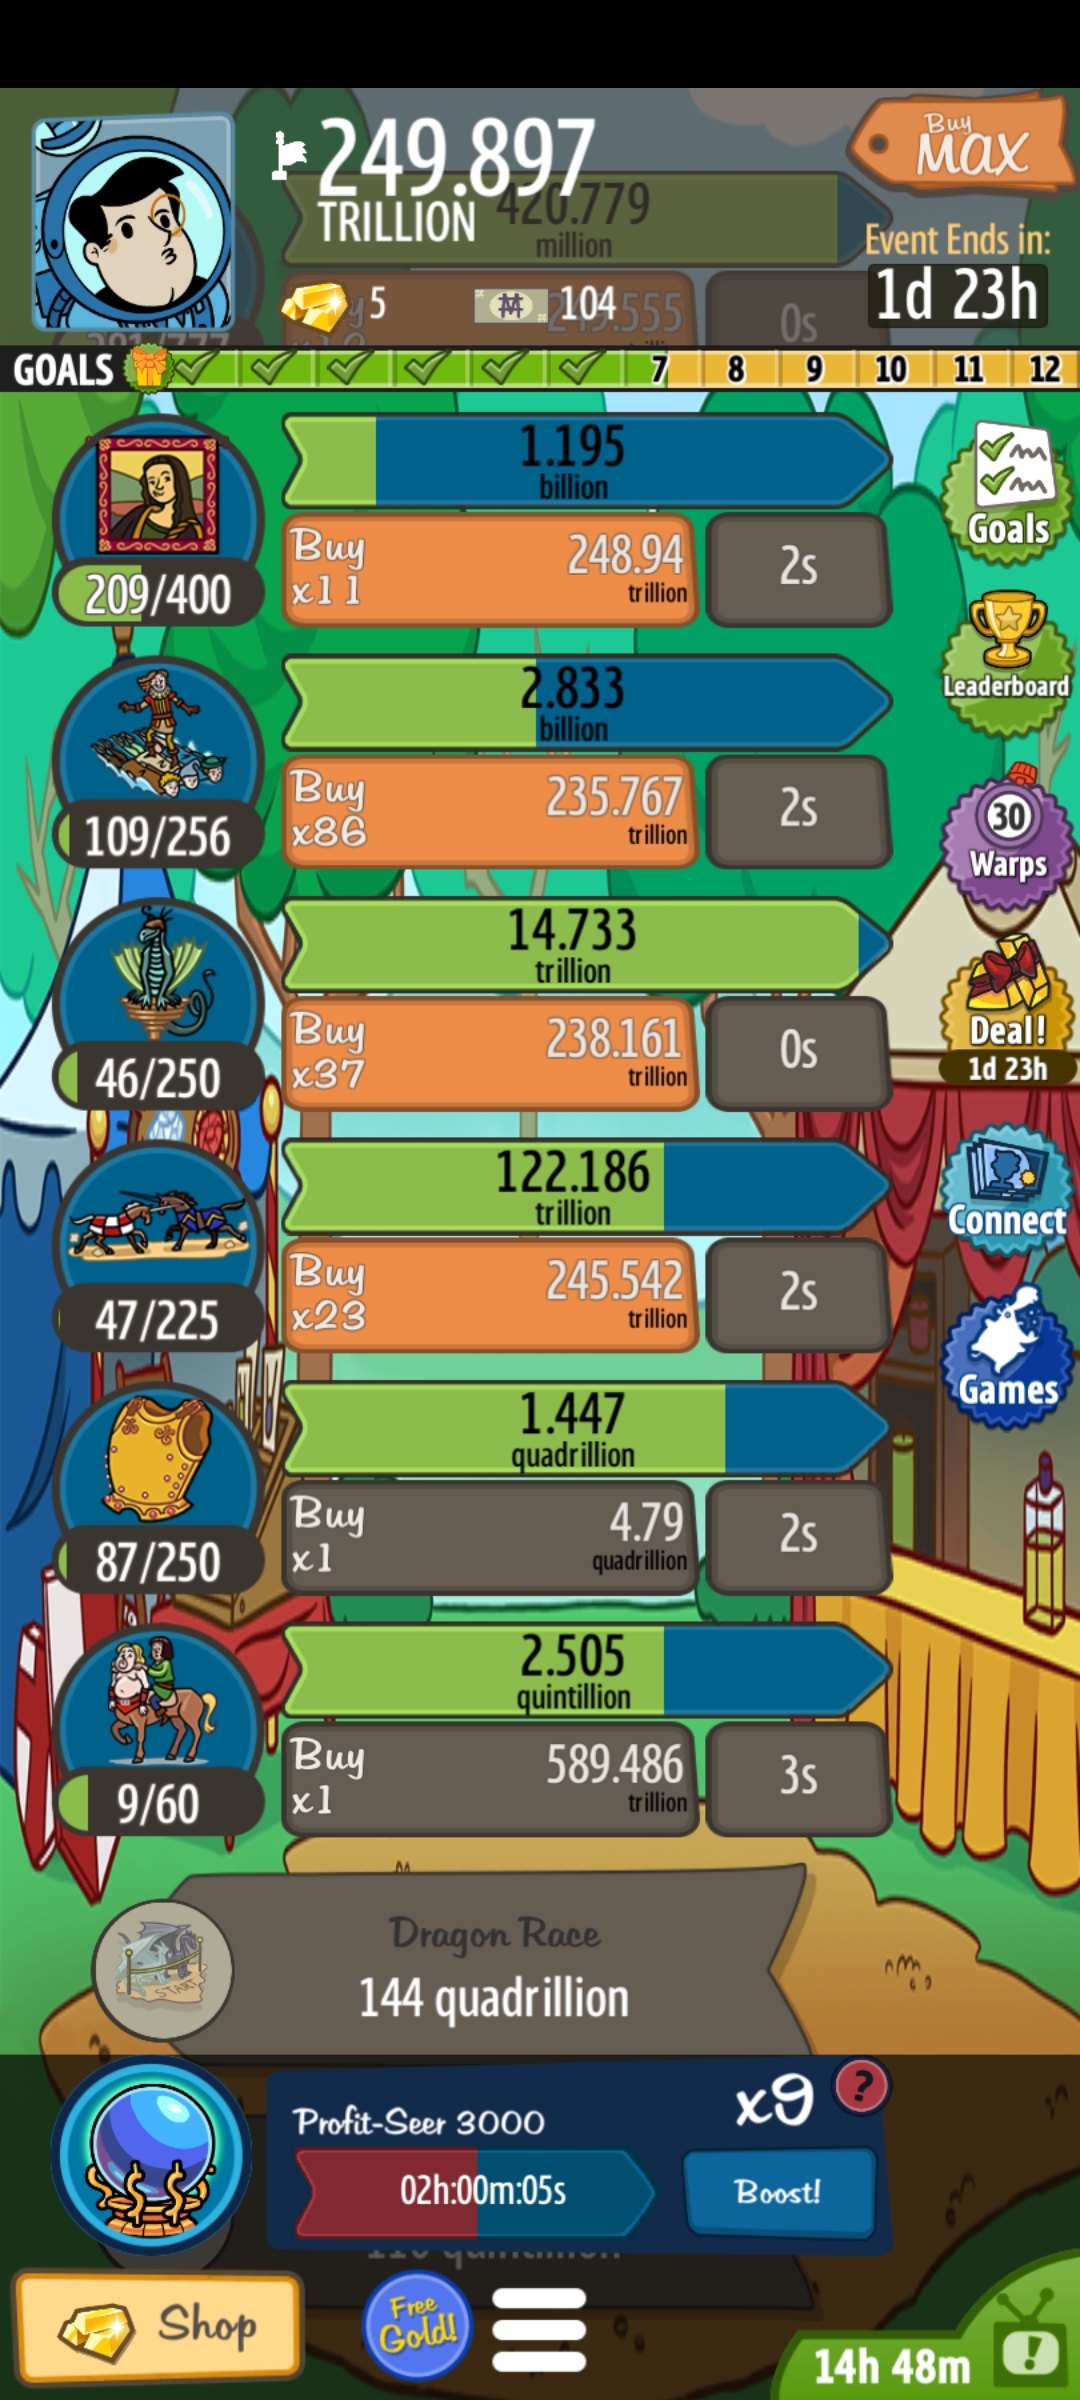 249.897
TRILLION
420.779
million
Buy
MAX
Event Ends in:
1d 23h
5
104
0s
GOALS
7 8 9 10 11 12
1.195
billion
Buy
x11
248.94
trillion
2s
209/400
Goals
Leaderboard
2.833
billion
Buy
x86
235.767
trillion
2s
109/256
30
Warps
14.733
trillion
Buy
x37
238.161
trillion
0s
46/250
Deal!
1d 23h
122.186
trillion
Buy
x23
245.542
trillion
2s
47/225
Connect
Games
1.447
quadrillion
Buy
x1
4.79
quadrillion
2s
87/250
2.505
quintillion
Buy
x1
589.486
trillion
3s
9/60
START
Dragon Race
144 quadrillion
Profit-Seer 3000
x9
?
02h:00m:05s
Boost!
Shop
Free
Gold!
14h 48m